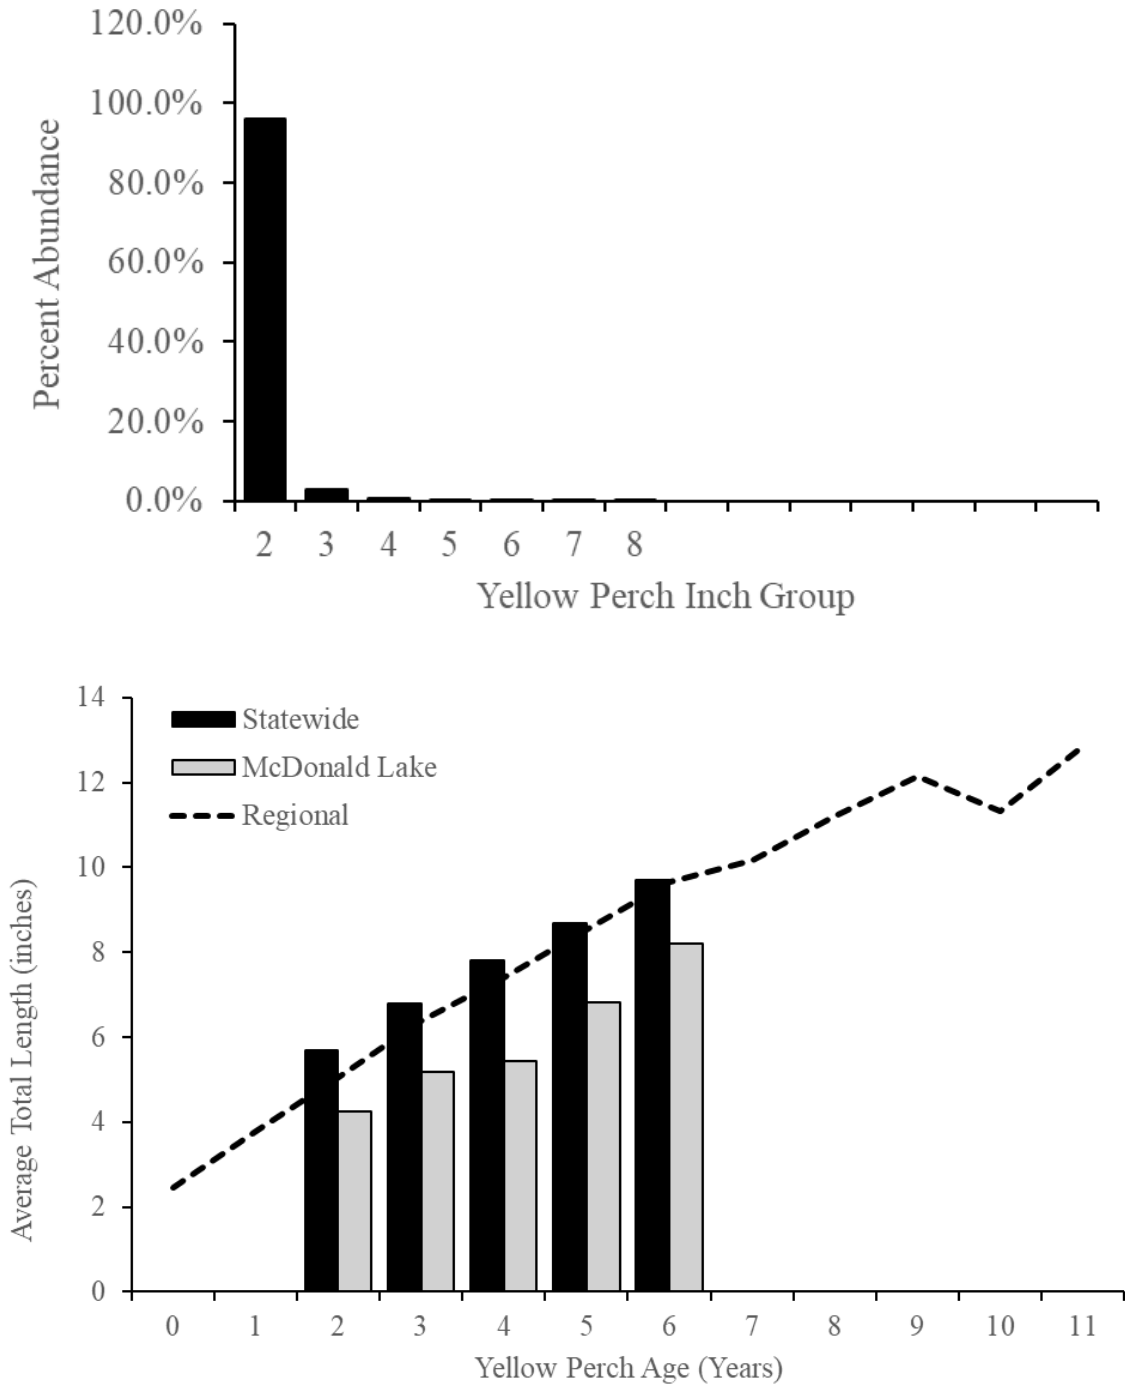 120.0%
100.0%
80.0%
60.0%
40.0%
20.0%
0.0%
Percent Abundance
2 3 4 5 6 7 8
Yellow Perch Inch Group
14
12
10
8
6
4
2
0
Average Total Length (inches)
Statewide
McDonald Lake
Regional
0 1 2 3 4 5 6 7 8 9 10 11
Yellow Perch Age (Years)